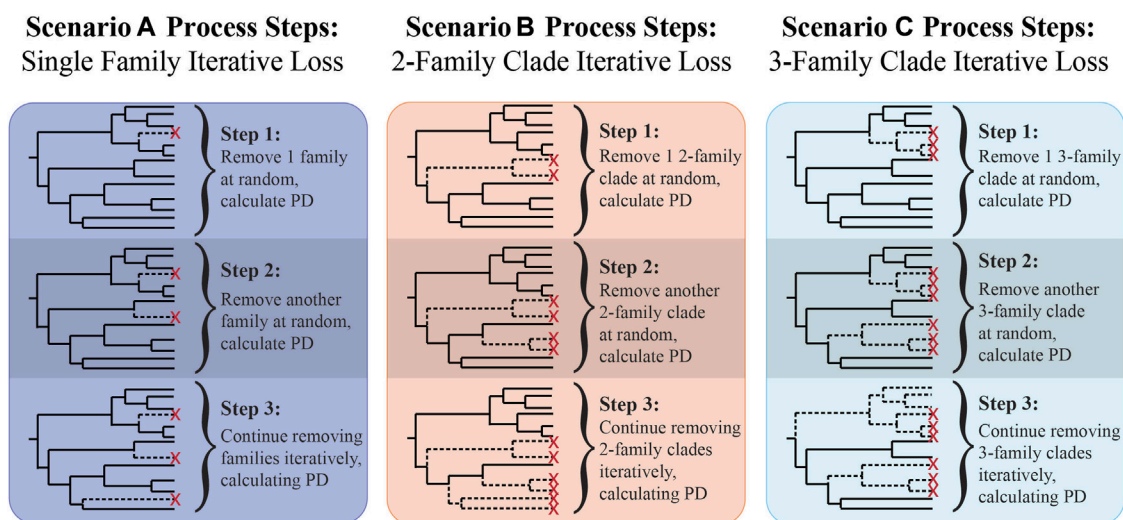 Scenario A Process Steps:
Single Family Iterative Loss
Step 1:
Remove 1 family
at random,
calculate PD
Step 2:
Remove another
family at random,
calculate PD
Step 3:
Continue removing
families iteratively,
calculating PD
Scenario B Process Steps:
2-Family Clade Iterative Loss
Step 1:
Remove 1 2-family
clade at random,
calculate PD
Step 2:
Remove another
2-family clade
at random,
calculate PD
Step 3:
Continue removing
2-family clades
iteratively,
calculating PD
Scenario C Process Steps:
3-Family Clade Iterative Loss
Step 1:
Remove 1 3-family
clade at random,
calculate PD
Step 2:
Remove another
3-family clade
at random,
calculate PD
Step 3:
Continue removing
3-family clades
iteratively,
calculating PD